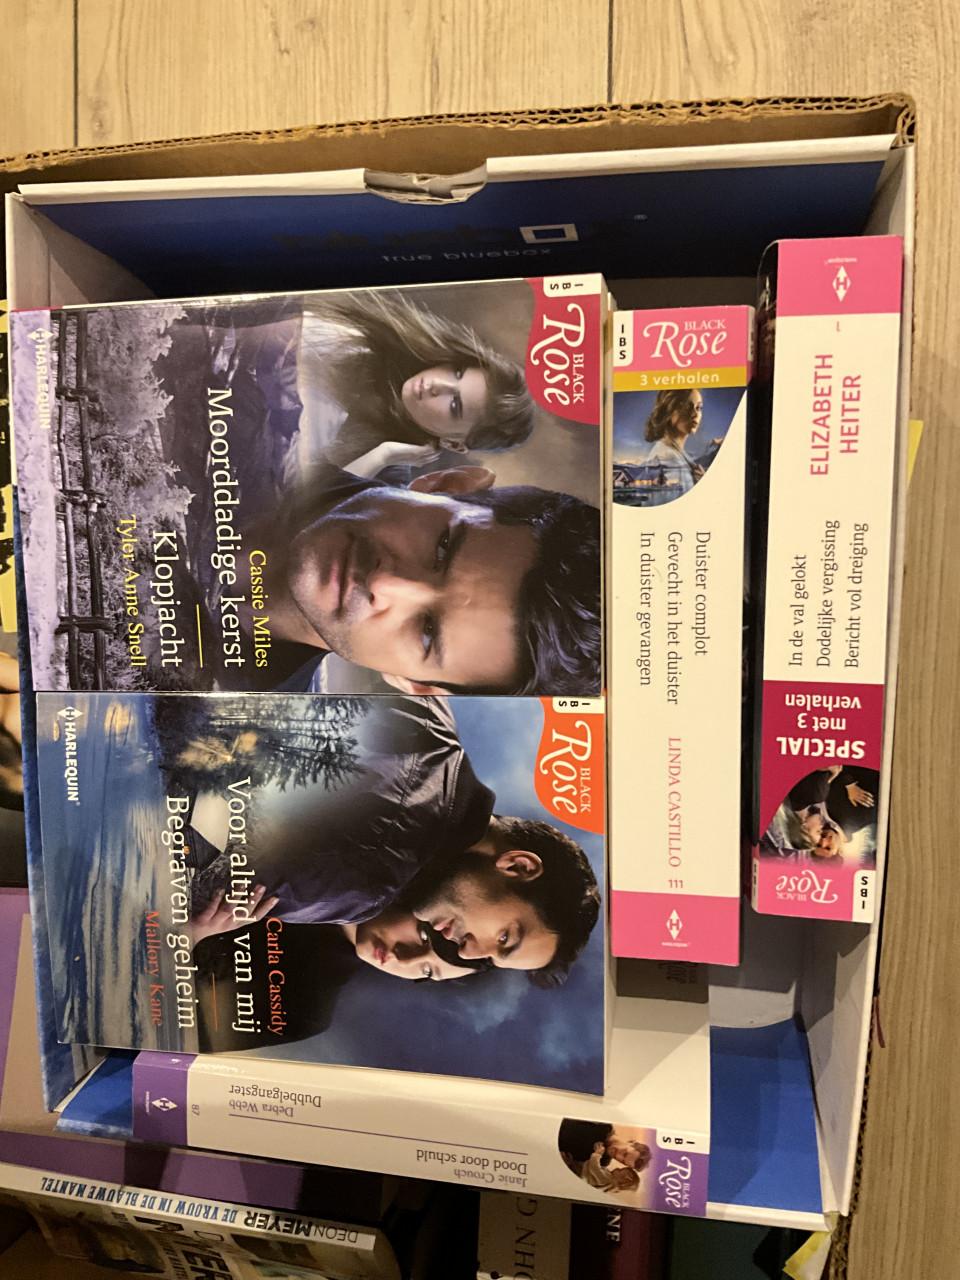 true bluebox
IBS
BLACK
Rose
Moorddadige kerst
Cassie Miles
Klopjacht
Tyler Anne Snell
HARLEQUIN
IBS
BLACK
Rose
Carla Cassidy
Voor altijd van mij
Begraven geheim
Mallory Kane
HARLEQUIN
IBS
BLACK
Rose
3 verhalen
Duister complot
Gevecht in het duister
In duister gevangen
LINDA CASTILLO
111
ELIZABETH
HEITER
In de val gelokt
Dodelijke vergissing
Bericht vol dreiging
SPECIAL
met 3
verhalen
IBS
BLACK
Rose
IBS
BLACK
Rose
Janie Crouch
Dood door schuld
Debra Webb
Dubbelgangster
87
DEON MEYER DE VROUW IN DE BLAUWE MANTEL